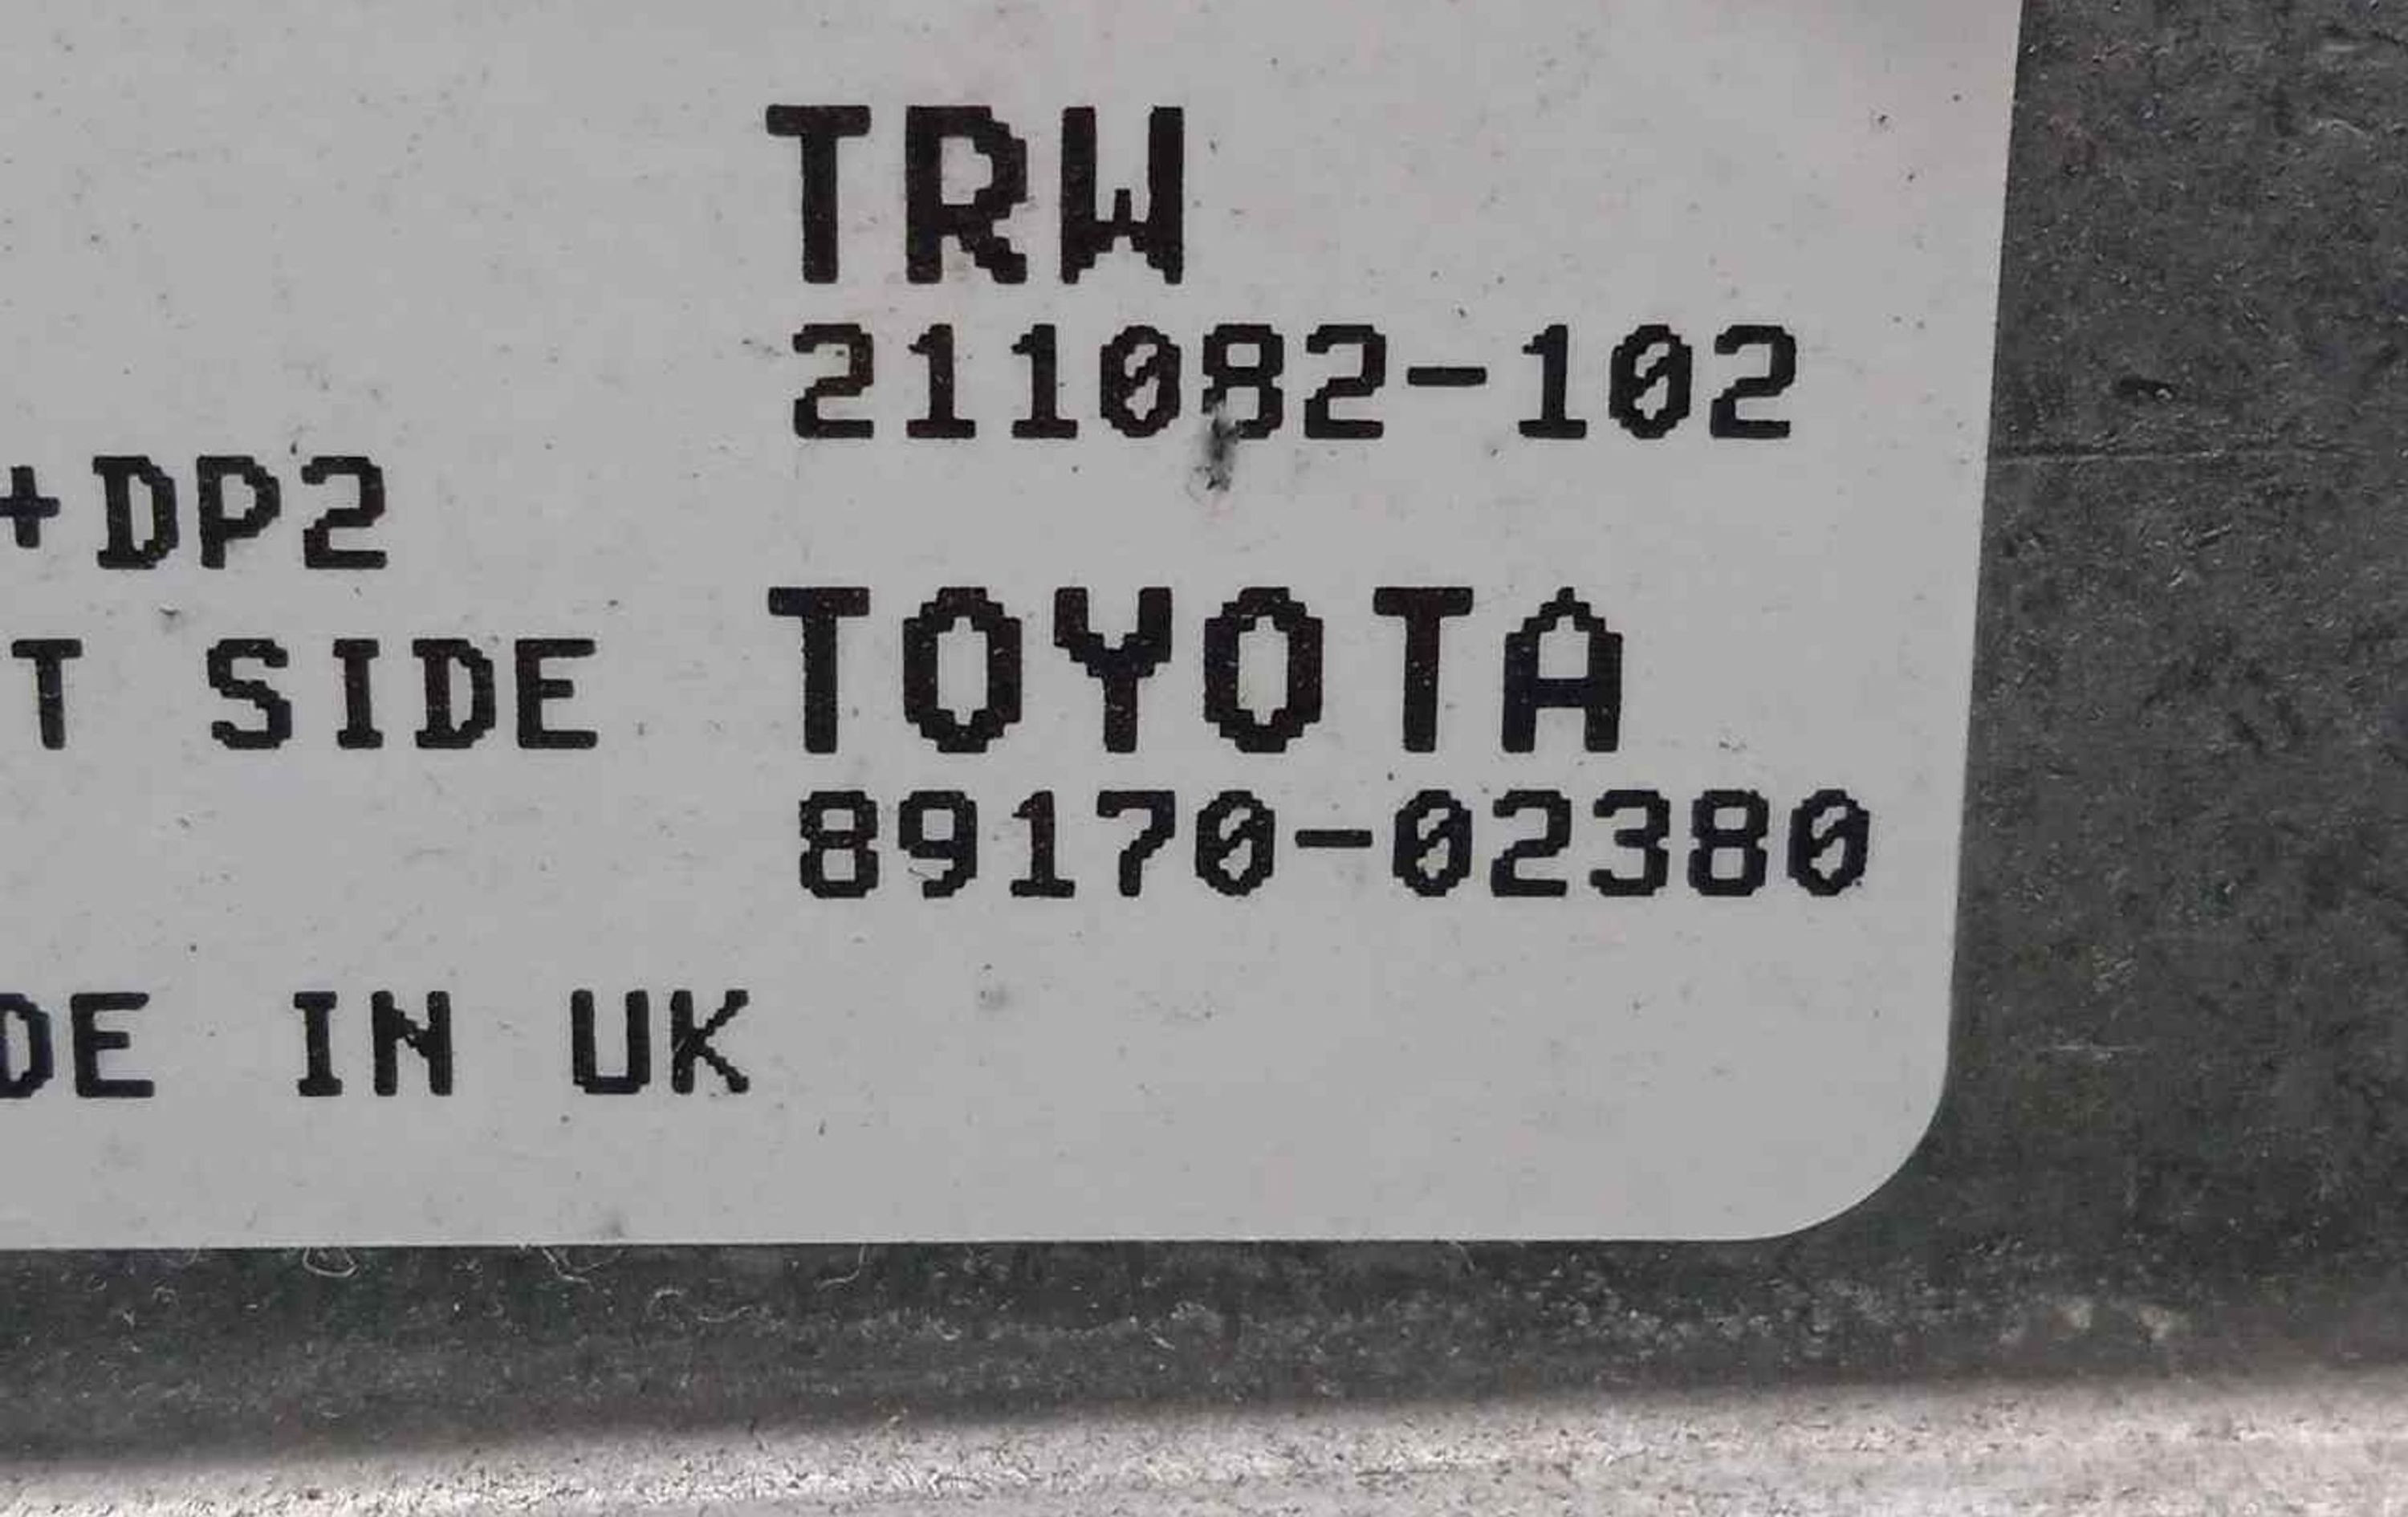 TRW
211082-102
+DP2
T SIDE TOYOTA
89170-02380
DE IN UK